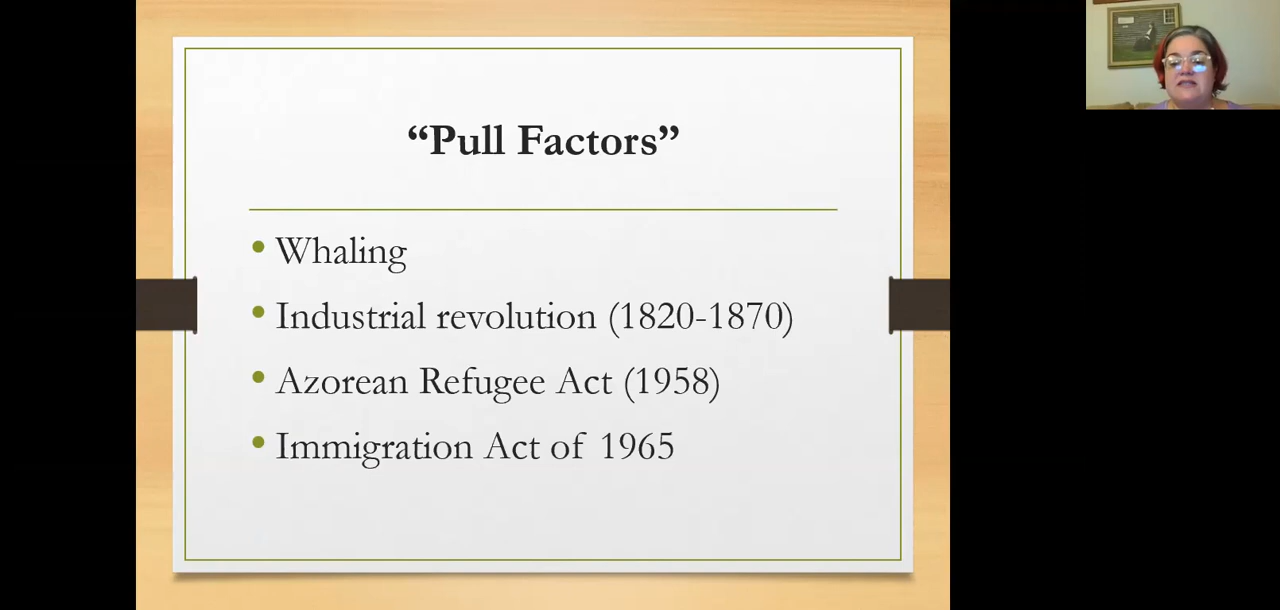 “Pull Factors”
• Whaling
• Industrial revolution (1820-1870)
• Azorean Refugee Act (1958)
• Immigration Act of 1965